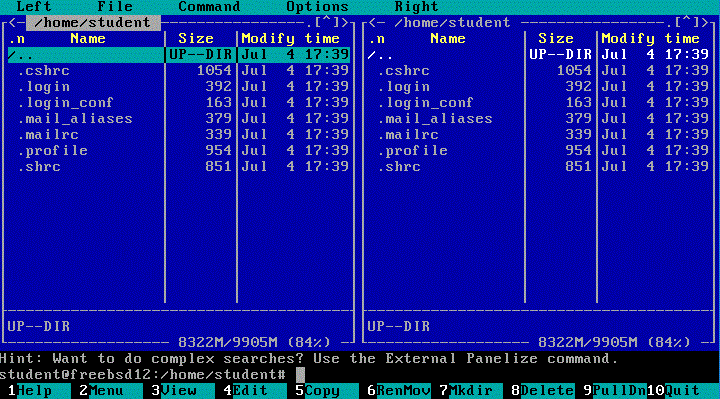 Left File Command Options Right
<- /home/student .[^]> <- /home/student .[^]>
.n Name Size Modify time .n Name Size Modify time
/.. UP--DIR Jul 4 17:39 /.. UP--DIR Jul 4 17:39
.cshrc 1054 Jul 4 17:39 .cshrc 1054 Jul 4 17:39
.login 392 Jul 4 17:39 .login 392 Jul 4 17:39
.login_conf 163 Jul 4 17:39 .login_conf 163 Jul 4 17:39
.mail_aliases 379 Jul 4 17:39 .mail_aliases 379 Jul 4 17:39
.mailrc 339 Jul 4 17:39 .mailrc 339 Jul 4 17:39
.profile 954 Jul 4 17:39 .profile 954 Jul 4 17:39
.shrc 851 Jul 4 17:39 .shrc 851 Jul 4 17:39
UP--DIR UP--DIR
8322M/9905M (84%) 8322M/9905M (84%)
Hint: Want to do complex searches? Use the External Panelize command.
student@freebsd12:/home/student#
1Help 2Menu 3View 4Edit 5Copy 6RenMov 7Mkdir 8Delete 9PullDn 10Quit